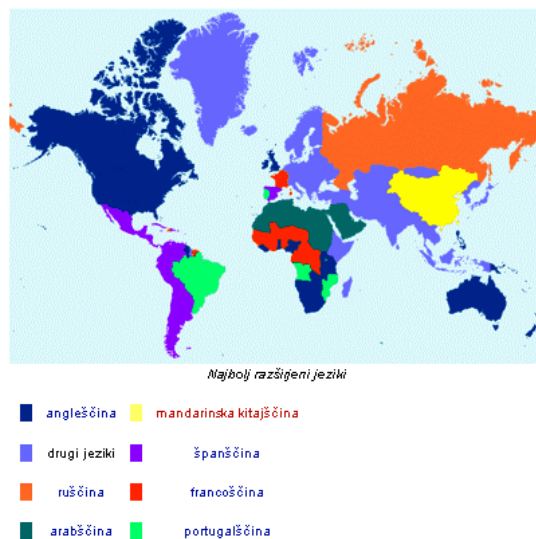 Najbolj razširjeni jeziki
angleščina mandarinska kitajščina
drugi jeziki španščina
ruščina francoščina
arabščina portugalščina